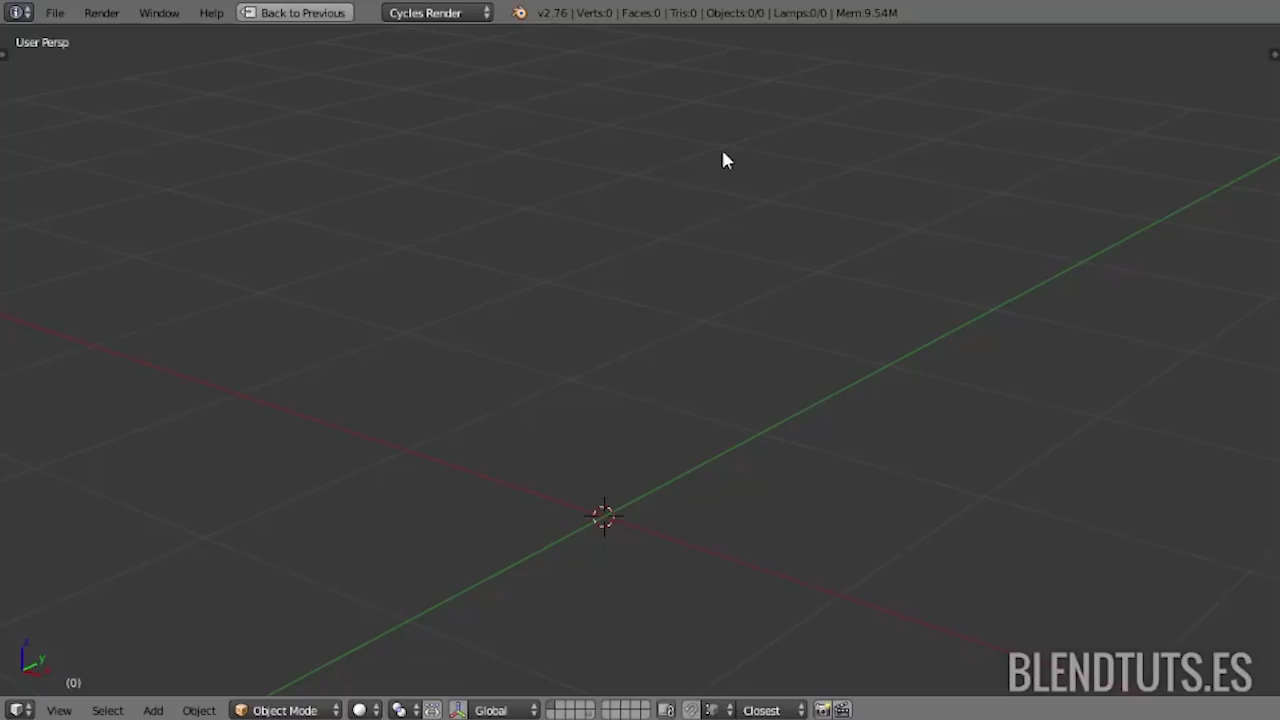 File Render Window Help Back to Previous Cycles Render v2.76 | Verts:0 | Faces:0 | Tris:0 | Objects:0/0 | Lamps:0/0 | Mem:9.54M
User Persp
z
y
(0)
BLENDTUTS.ES
View Select Add Object Object Mode Global Closest